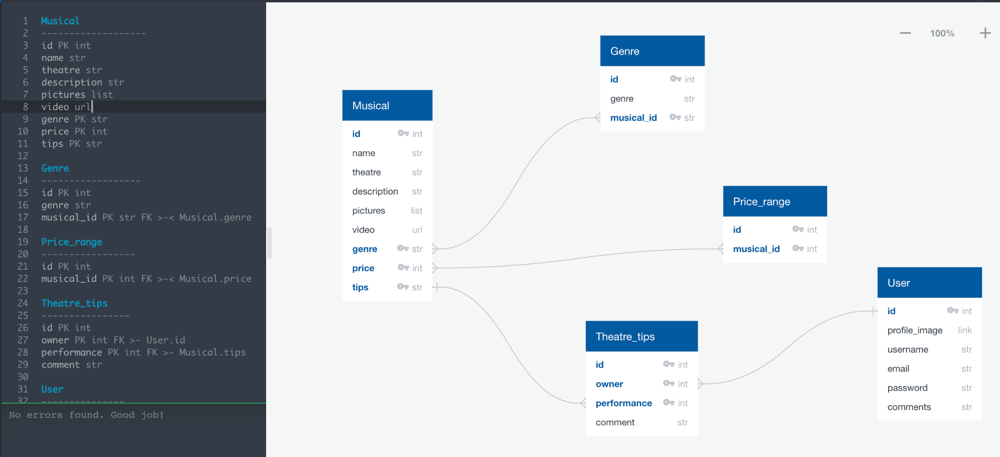 1 Musical
2 -------------------
3 id PK int
4 name str
5 theatre str
6 description str
7 pictures list
8 video url
9 genre PK str
10 price PK int
11 tips PK str
12
13 Genre
14 ------------------
15 id PK int
16 genre str
17 musical_id PK str FK >-< Musical.genre
18
19 Price_range
20 -----------------
21 id PK int
22 musical_id PK int FK >-< Musical.price
23
24 Theatre_tips
25 ----------------
26 id PK int
27 owner PK int FK >- User.id
28 performance PK int FK >- Musical.tips
29 comment str
30
31 User
32 ---------------
No errors found. Good job!
100%
Musical
id int
name str
theatre str
description str
pictures list
video url
genre str
price int
tips str
Genre
id int
genre str
musical_id str
Price_range
id int
musical_id int
Theatre_tips
id int
owner int
performance int
comment str
User
id int
profile_image link
username str
email str
password str
comments str